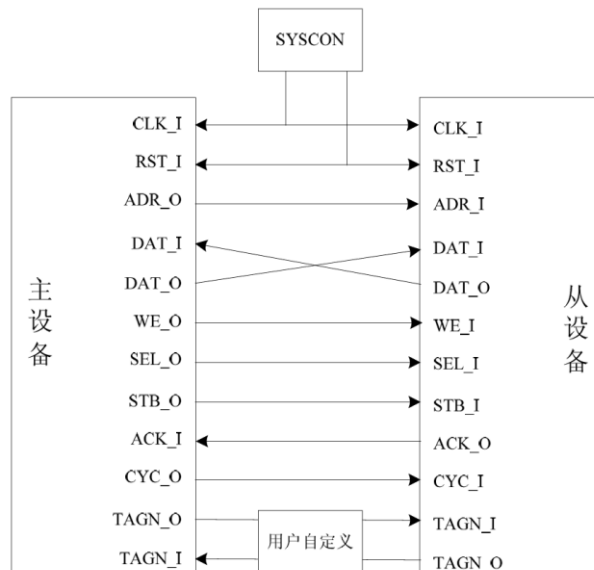 SYSCON
CLK_I CLK_I
RST_I RST_I
ADR_O ADR_I
DAT_I DAT_I
DAT_O DAT_O
主设备 从设备
WE_O WE_I
SEL_O SEL_I
STB_O STB_I
ACK_I ACK_O
CYC_O CYC_I
TAGN_O TAGN_I
用户自定义
TAGN_I TAGN_O